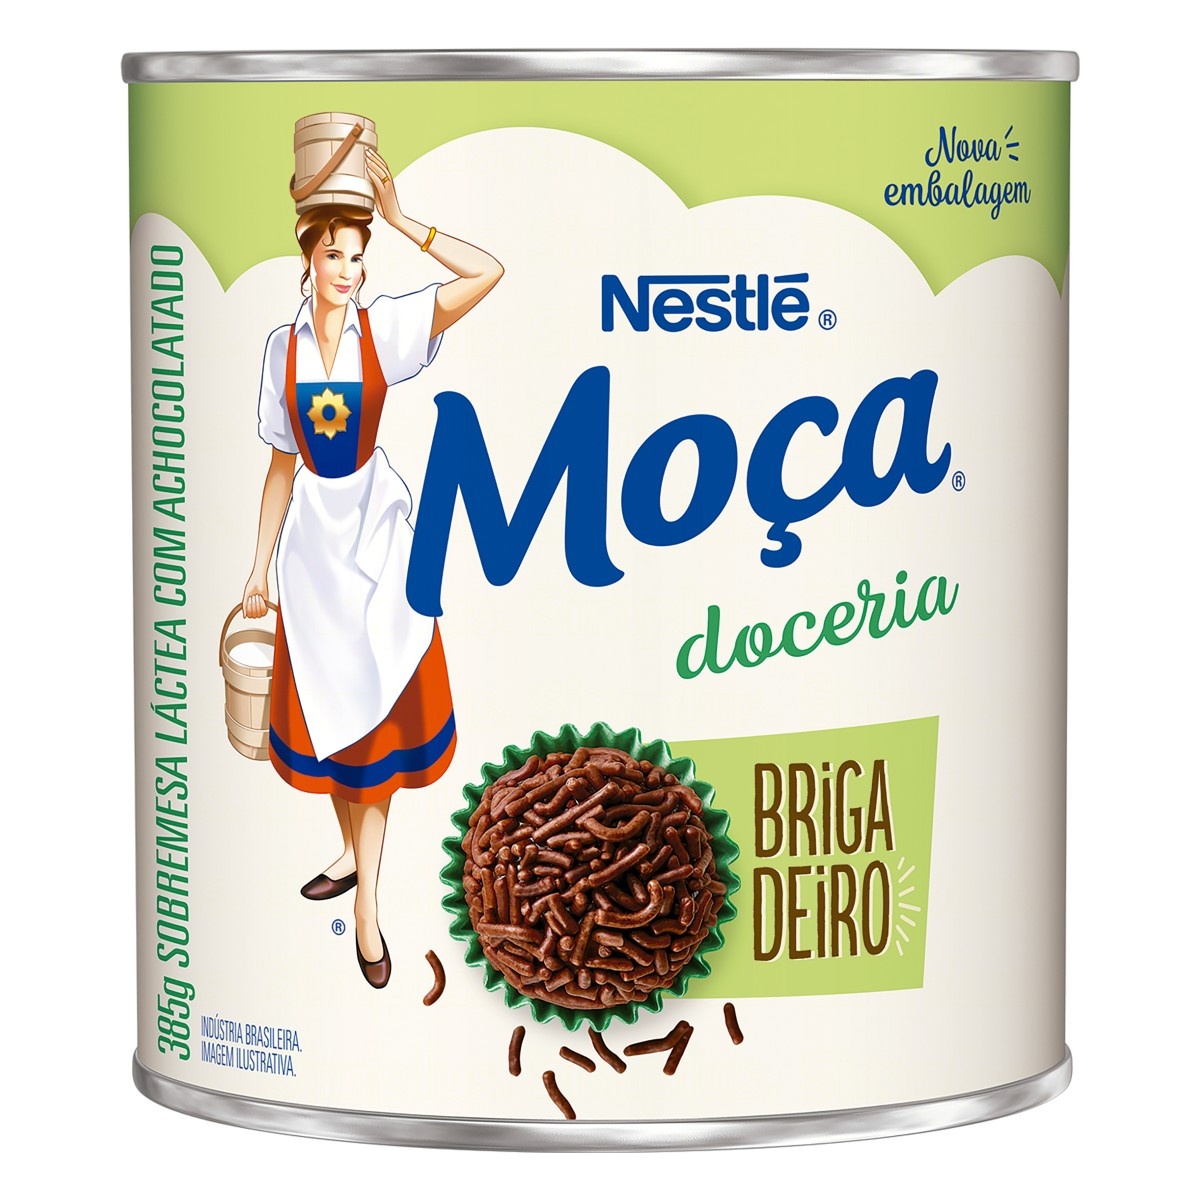 Nova
embalagem
Nestlé ®
Moça ®
doceria
BRIGA
DEIRO
385g SOBREMESA LÁCTEA COM ACHOCOLATADO
®
INDÚSTRIA BRASILEIRA.
IMAGEM ILUSTRATIVA.